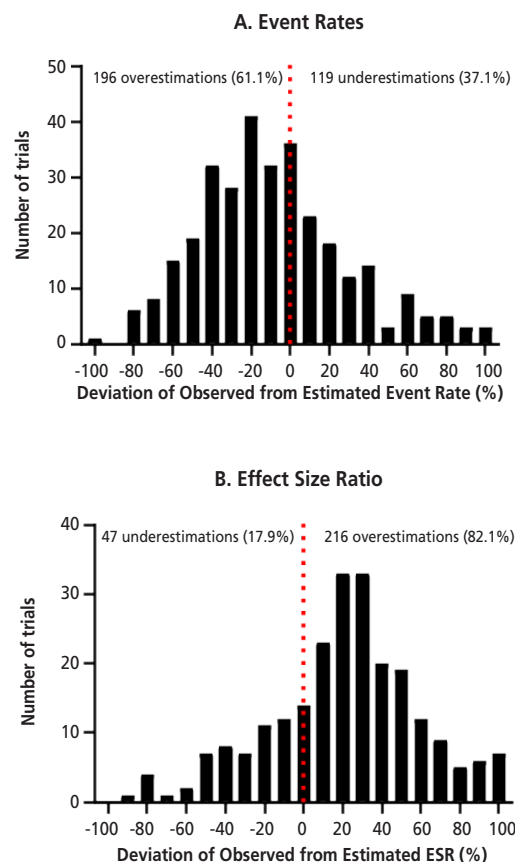 A. Event Rates
196 overestimations (61.1%) 119 underestimations (37.1%)
Number of trials
50
40
30
20
10
0
-100 -80 -60 -40 -20 0 20 40 60 80 100
Deviation of Observed from Estimated Event Rate (%)
B. Effect Size Ratio
47 underestimations (17.9%) 216 overestimations (82.1%)
Number of trials
40
30
20
10
0
-100 -80 -60 -40 -20 0 20 40 60 80 100
Deviation of Observed from Estimated ESR (%)